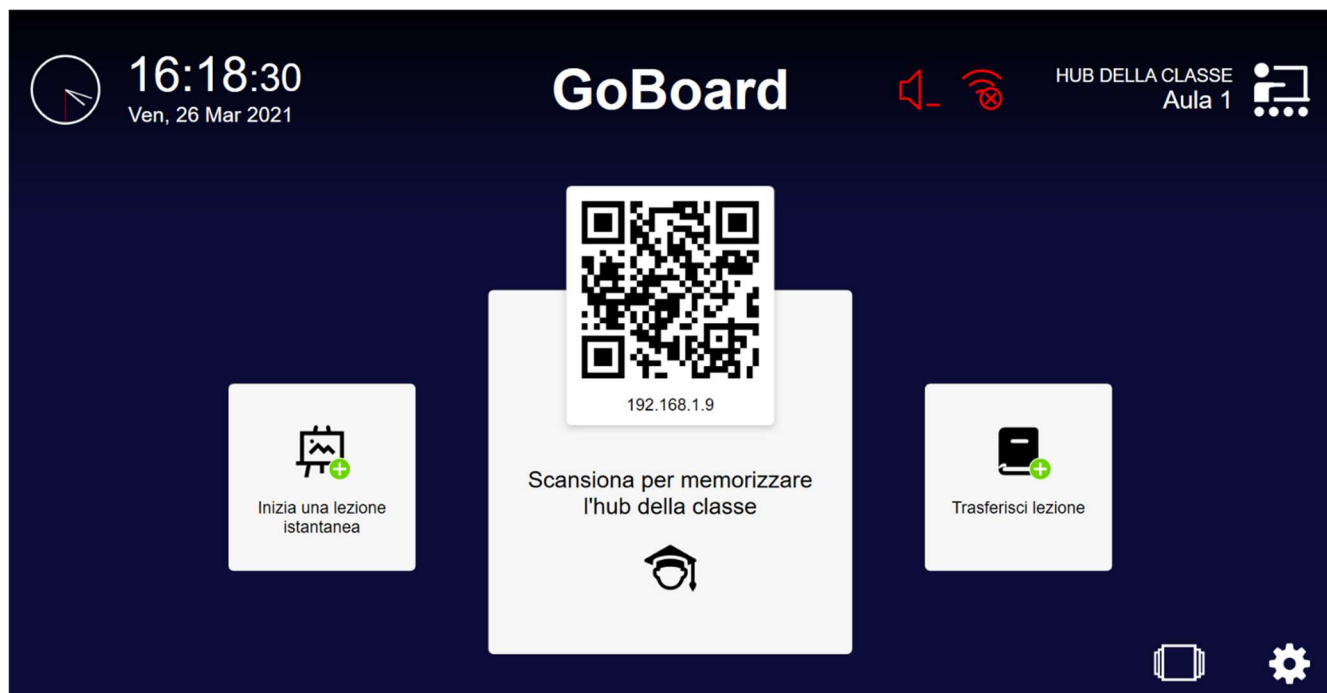 16:18:30
Ven, 26 Mar 2021
GoBoard
HUB DELLA CLASSE
Aula 1
192.168.1.9
Scansiona per memorizzare
l'hub della classe
Inizia una lezione
istantanea
Trasferisci lezione